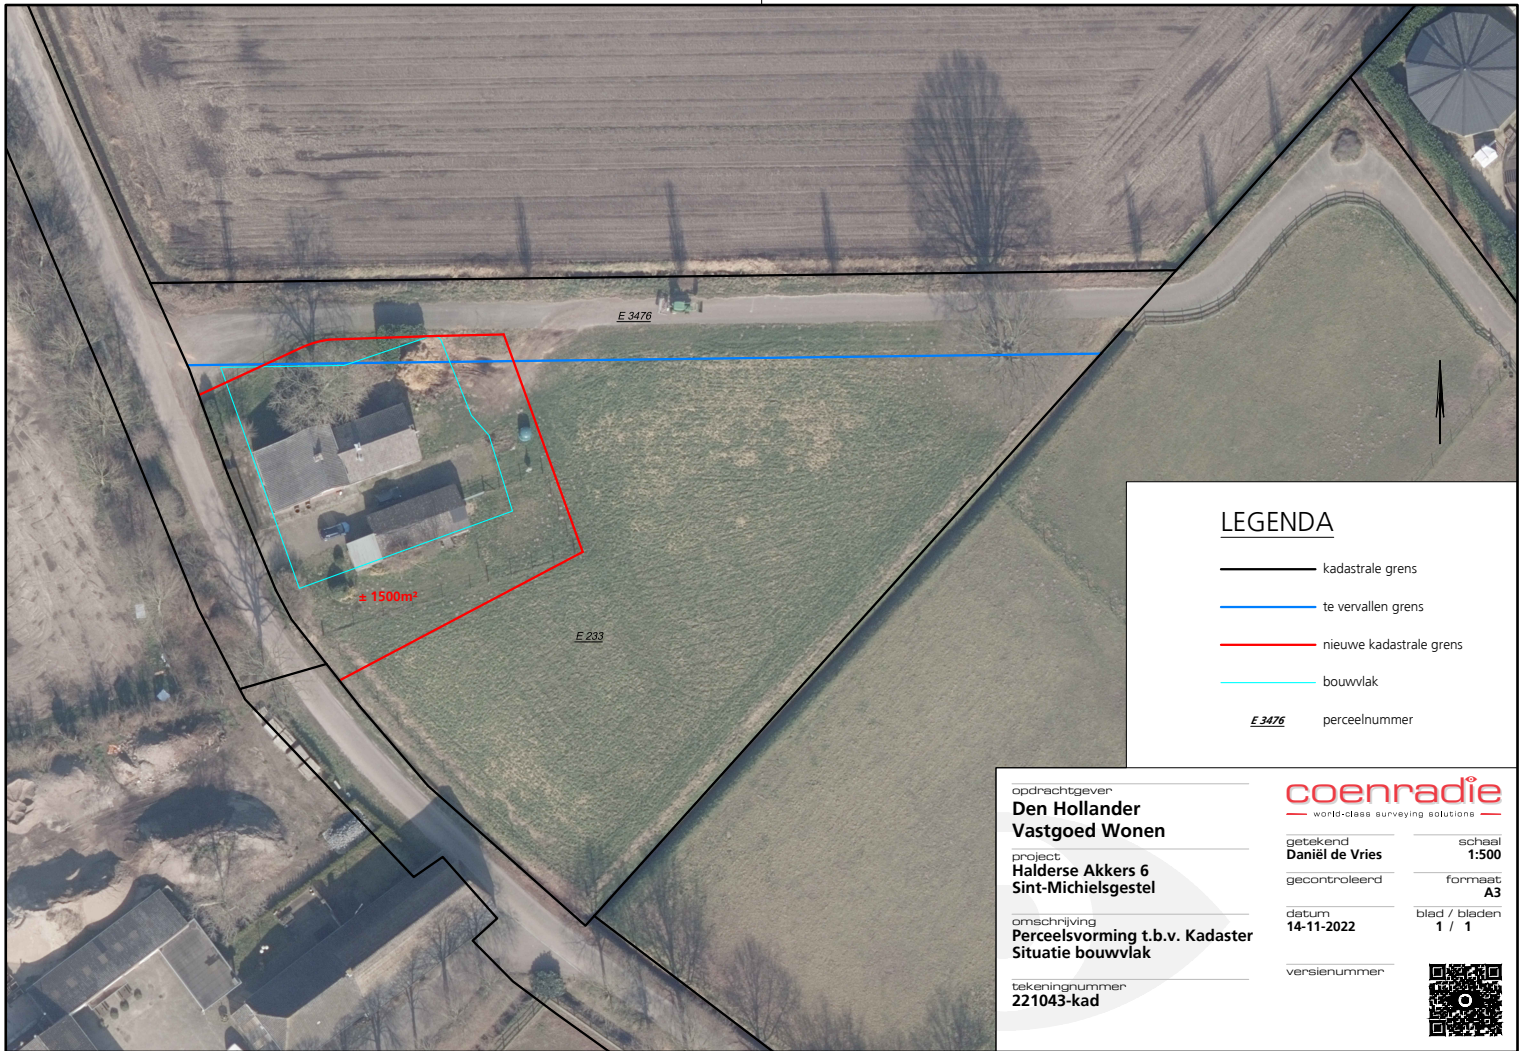 E 3476
± 1500m²
E 233
LEGENDA
kadastrale grens
te vervallen grens
nieuwe kadastrale grens
bouwvlak
E 3476 perceelnummer
opdrachtgever
Den Hollander
Vastgoed Wonen
project
Halderse Akkers 6
Sint-Michielsgestel
omschrijving
Perceelsvorming t.b.v. Kadaster
Situatie bouwvlak
tekeningnummer
221043-kad
coenradie
world-class surveying solutions
getekend schaal
Daniël de Vries 1:500
gecontroleerd formaat
A3
datum blad / bladen
14-11-2022 1 / 1
versienummer